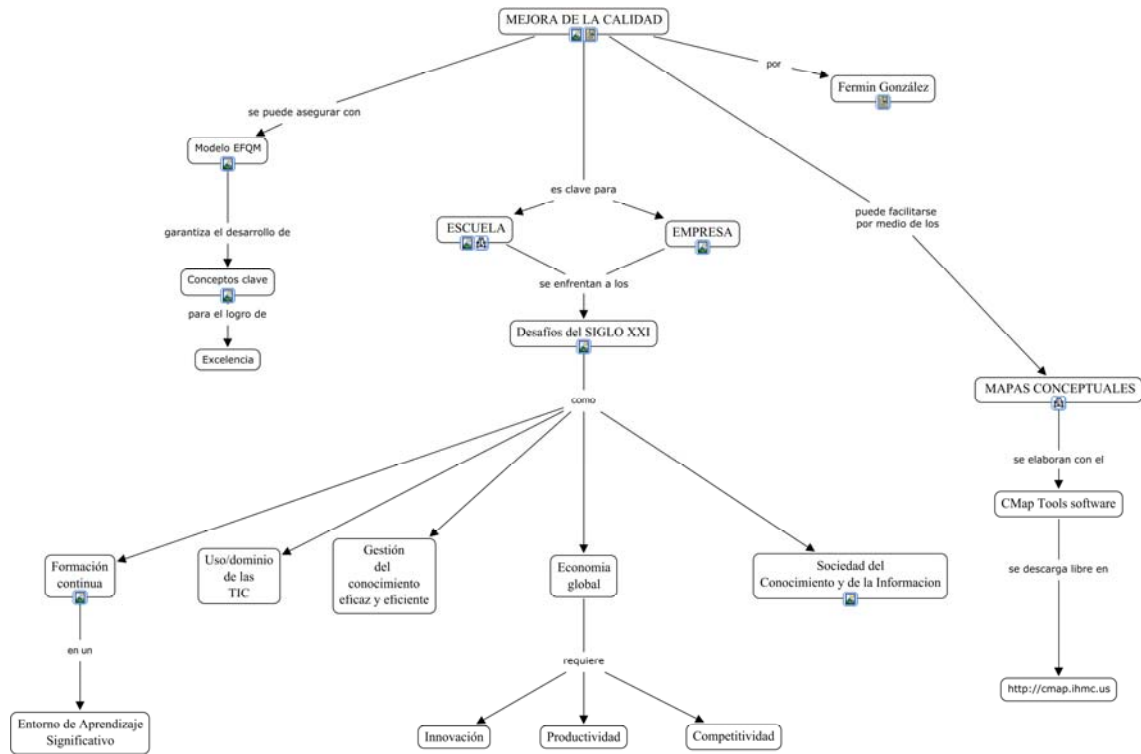 MEJORA DE LA CALIDAD
por
Fermin González
se puede asegurar con
Modelo EFQM
es clave para
puede facilitarse
por medio de los
garantiza el desarrollo de
ESCUELA
EMPRESA
Conceptos clave
se enfrentan a los
para el logro de
Desafíos del SIGLO XXI
Excelencia
MAPAS CONCEPTUALES
como
se elaboran con el
CMap Tools software
Formación
continua
Uso/dominio
de las
TIC
Gestión
del
conocimiento
eficaz y eficiente
Economia
global
Sociedad del
Conocimiento y de la Informacion
se descarga libre en
en un
requiere
http://cmap.ihmc.us
Entorno de Aprendizaje
Significativo
Innovación
Productividad
Competitividad